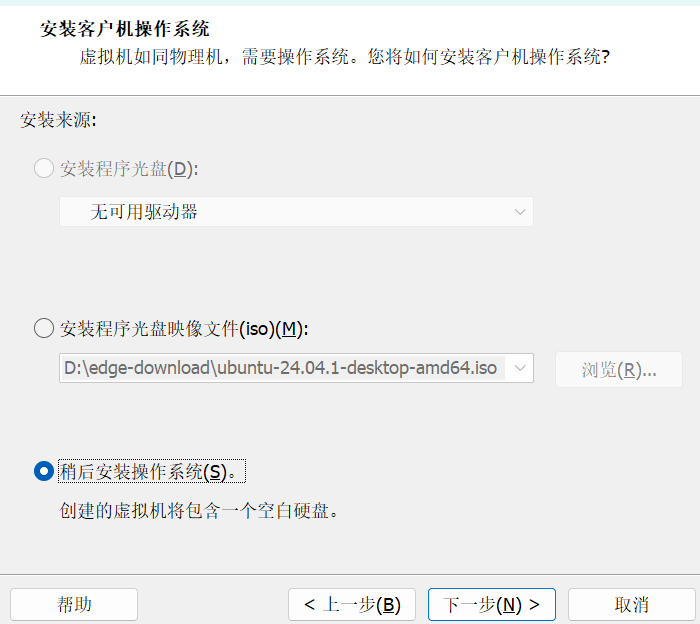 安装客户机操作系统
虚拟机如同物理机，需要操作系统。您将如何安装客户机操作系统?
安装来源:
安装程序光盘(D):
无可用驱动器
安装程序光盘映像文件(iso)(M):
D:\edge-download\ubuntu-24.04.1-desktop-amd64.iso
浏览(R)...
稍后安装操作系统(S)。
创建的虚拟机将包含一个空白硬盘。
帮助
< 上一步(B)
下一步(N) >
取消